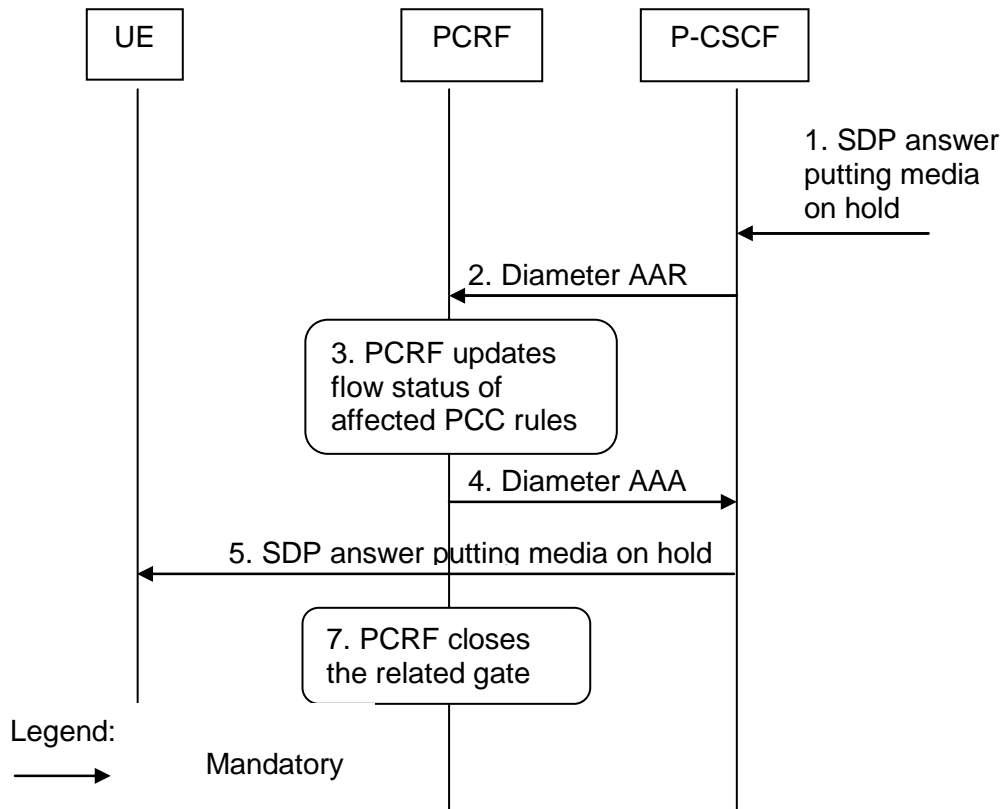 UE
PCRF
P-CSCF
1. SDP answer
putting media
on hold
2. Diameter AAR
3. PCRF updates
flow status of
affected PCC rules
4. Diameter AAA
5. SDP answer putting media on hold
7. PCRF closes
the related gate
Legend:
Mandatory